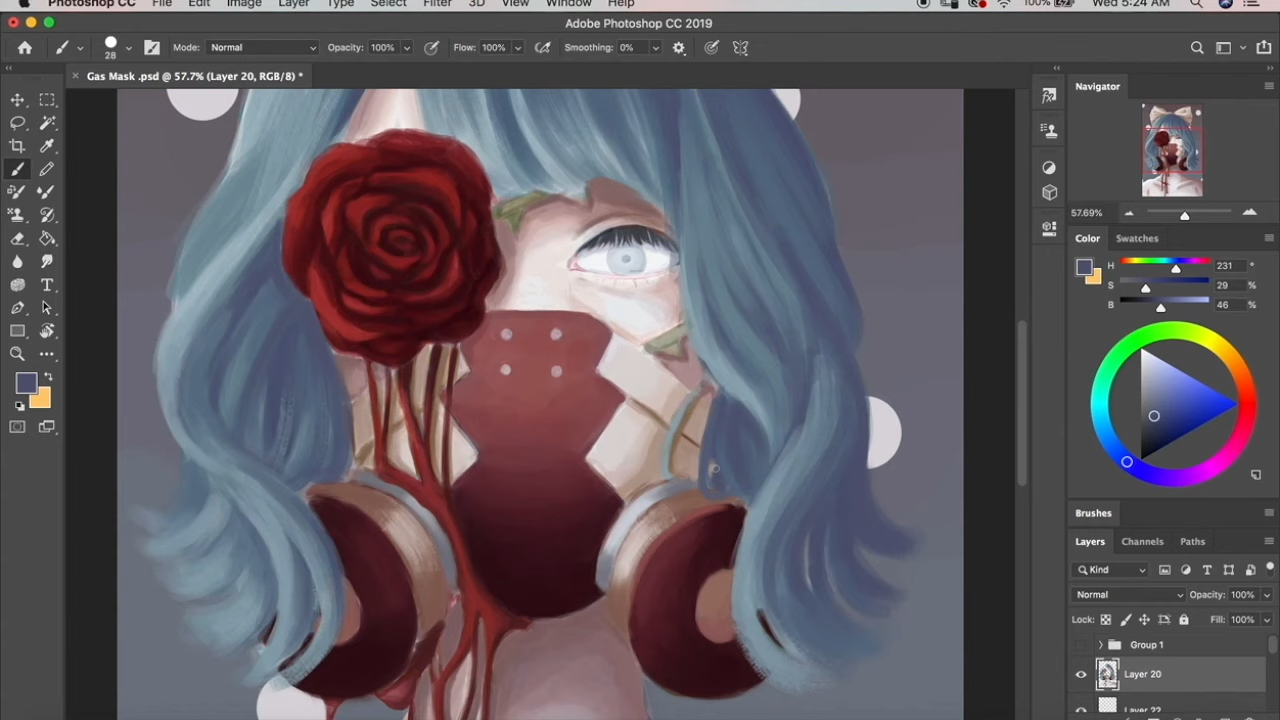 Photoshop CC File Edit Image Layer Type Select Filter 3D View Window Help 100% Wed 5:24 AM
Adobe Photoshop CC 2019
28 Mode: Normal Opacity: 100% Flow: 100% Smoothing: 0%
× Gas Mask .psd @ 57.7% (Layer 20, RGB/8) *
Navigator
57.69%
Color Swatches
H 231 °
S 29 %
B 46 %
Brushes
Layers Channels Paths
Kind
Normal Opacity: 100%
Lock: Fill: 100%
Group 1
Layer 20
Layer 22